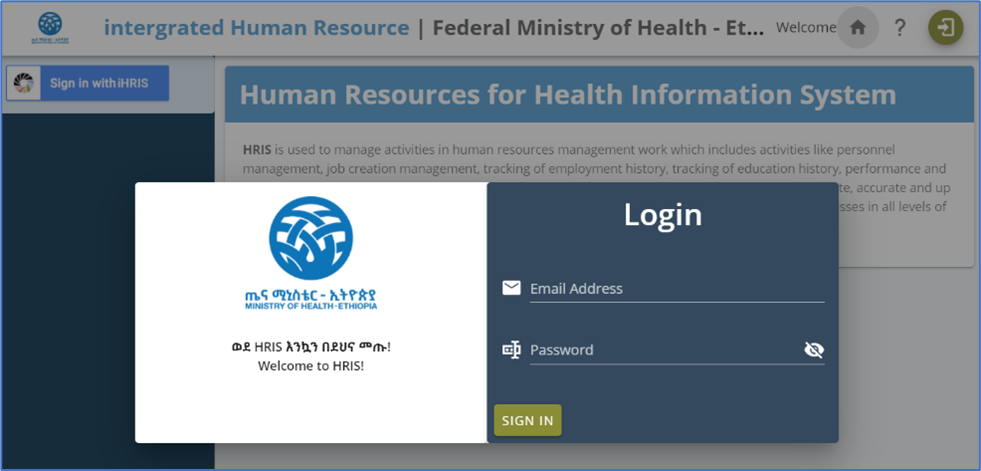 intergrated Human Resource | Federal Ministry of Health - Et... Welcome ?
Sign in withiHRIS
Human Resources for Health Information System
HRIS is used to manage activities in human resources management work which includes activities like personnel
management, job creation management, tracking of employment history, tracking of education history, performance and
te, accurate and up
sses in all levels of
ጤና ሚኒስቴር - ኢትዮጵያ
MINISTRY OF HEALTH-ETHIOPIA
ወደ HRIS እንኳን በደህና መጡ!
Welcome to HRIS!
Login
Email Address
Password
SIGN IN